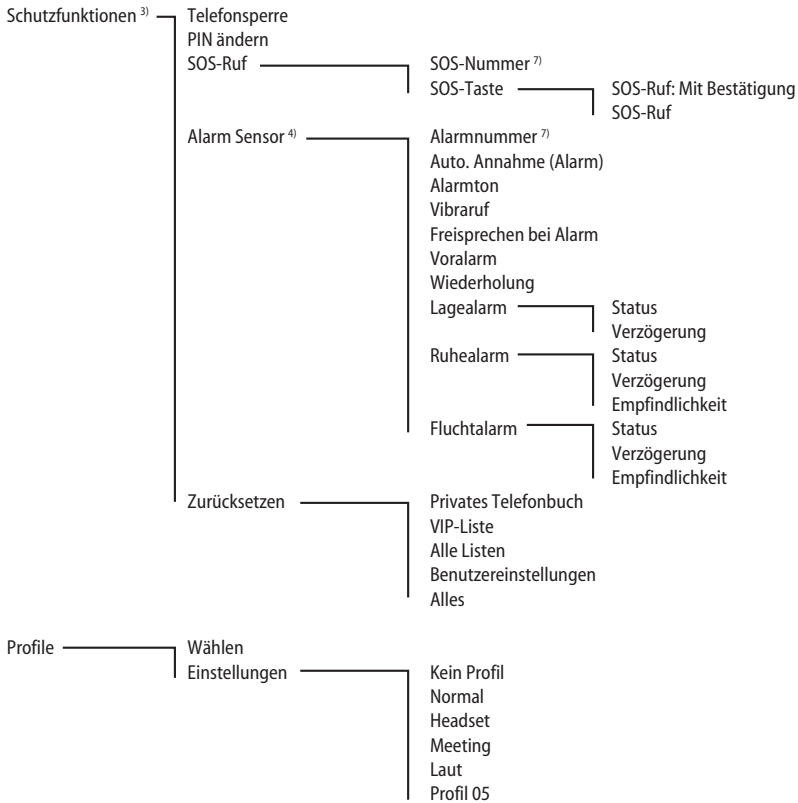 Schutzfunktionen 3) Telefonsperre
PIN ändern
SOS-Ruf SOS-Nummer 7)
SOS-Taste SOS-Ruf: Mit Bestätigung
SOS-Ruf
Alarm Sensor 4) Alarmnummer 7)
Auto. Annahme (Alarm)
Alarmton
Vibraruf
Freisprechen bei Alarm
Voralarm
Wiederholung
Lagealarm Status
Verzögerung
Ruhealarm Status
Verzögerung
Empfindlichkeit
Fluchtalarm Status
Verzögerung
Empfindlichkeit
Zurücksetzen Privates Telefonbuch
VIP-Liste
Alle Listen
Benutzereinstellungen
Alles
Profile Wählen
Einstellungen Kein Profil
Normal
Headset
Meeting
Laut
Profil 05